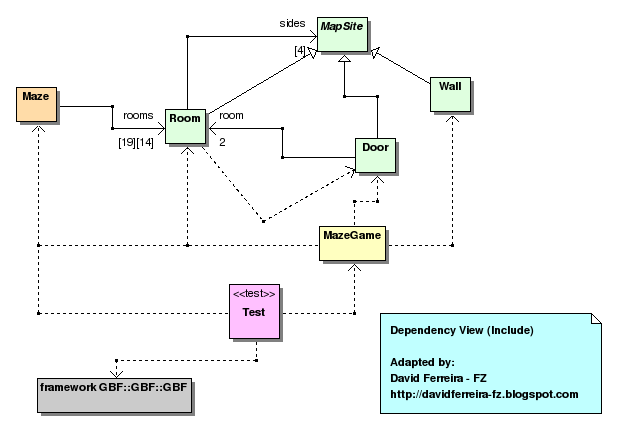 sides
MapSite
[4]
Maze
Wall
rooms
Room
room
[19][14]
2
Door
MazeGame
<<test>>
Test
Dependency View (Include)
Adapted by:
David Ferreira - FZ
http://davidferreira-fz.blogspot.com
framework GBF::GBF::GBF